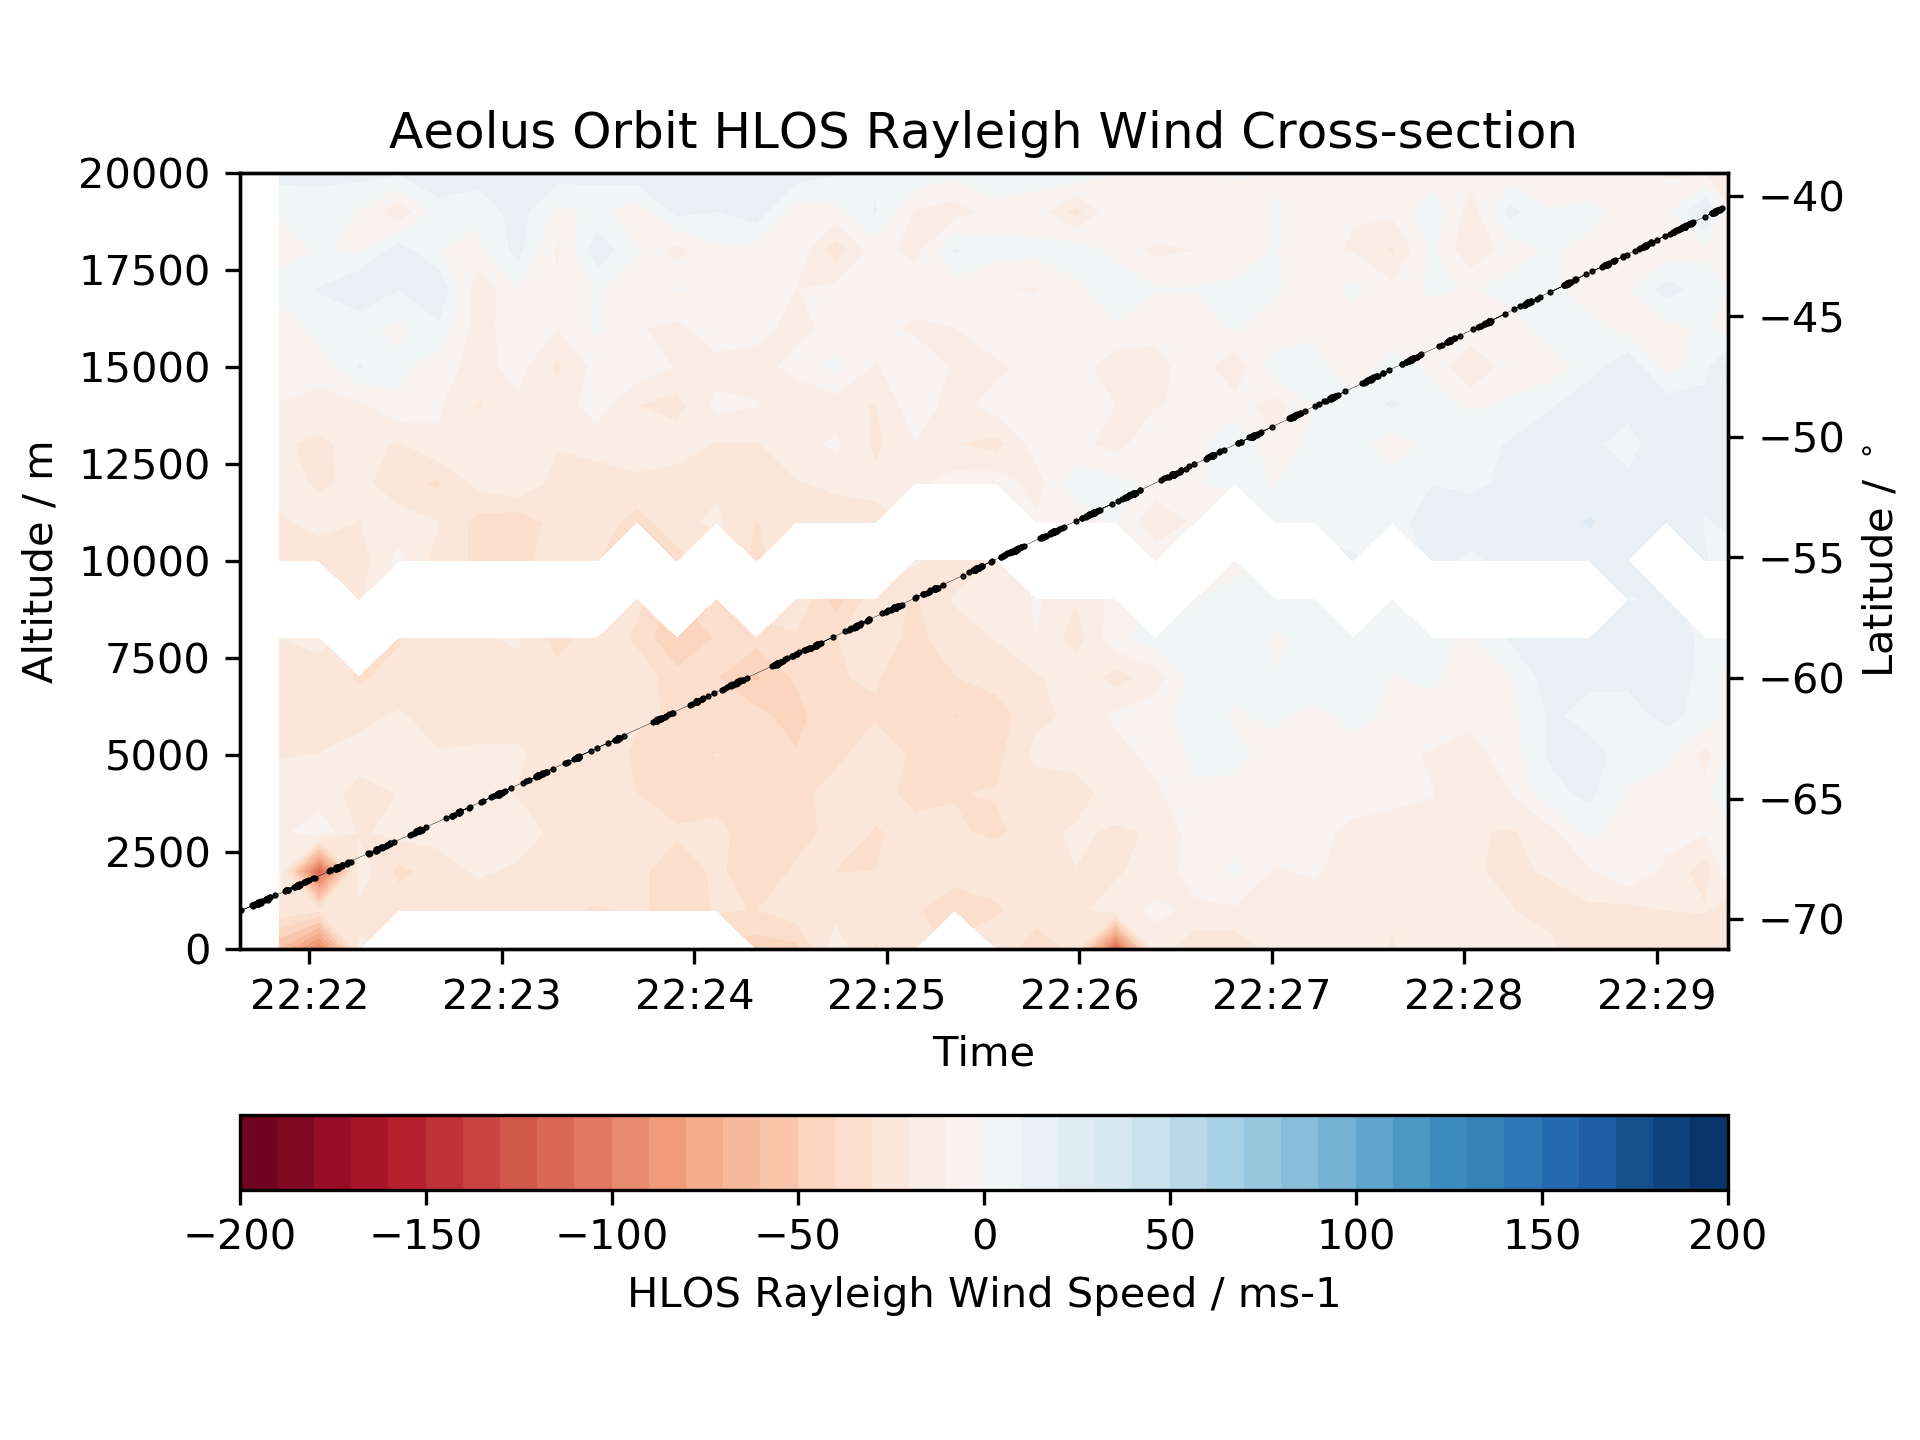 Aeolus Orbit HLOS Rayleigh Wind Cross-section
20000
17500
15000
12500
10000
7500
5000
2500
0
Altitude / m
−40
−45
−50
−55
−60
−65
−70
Latitude / °
22:22 22:23 22:24 22:25 22:26 22:27 22:28 22:29
Time
−200 −150 −100 −50 0 50 100 150 200
HLOS Rayleigh Wind Speed / ms-1